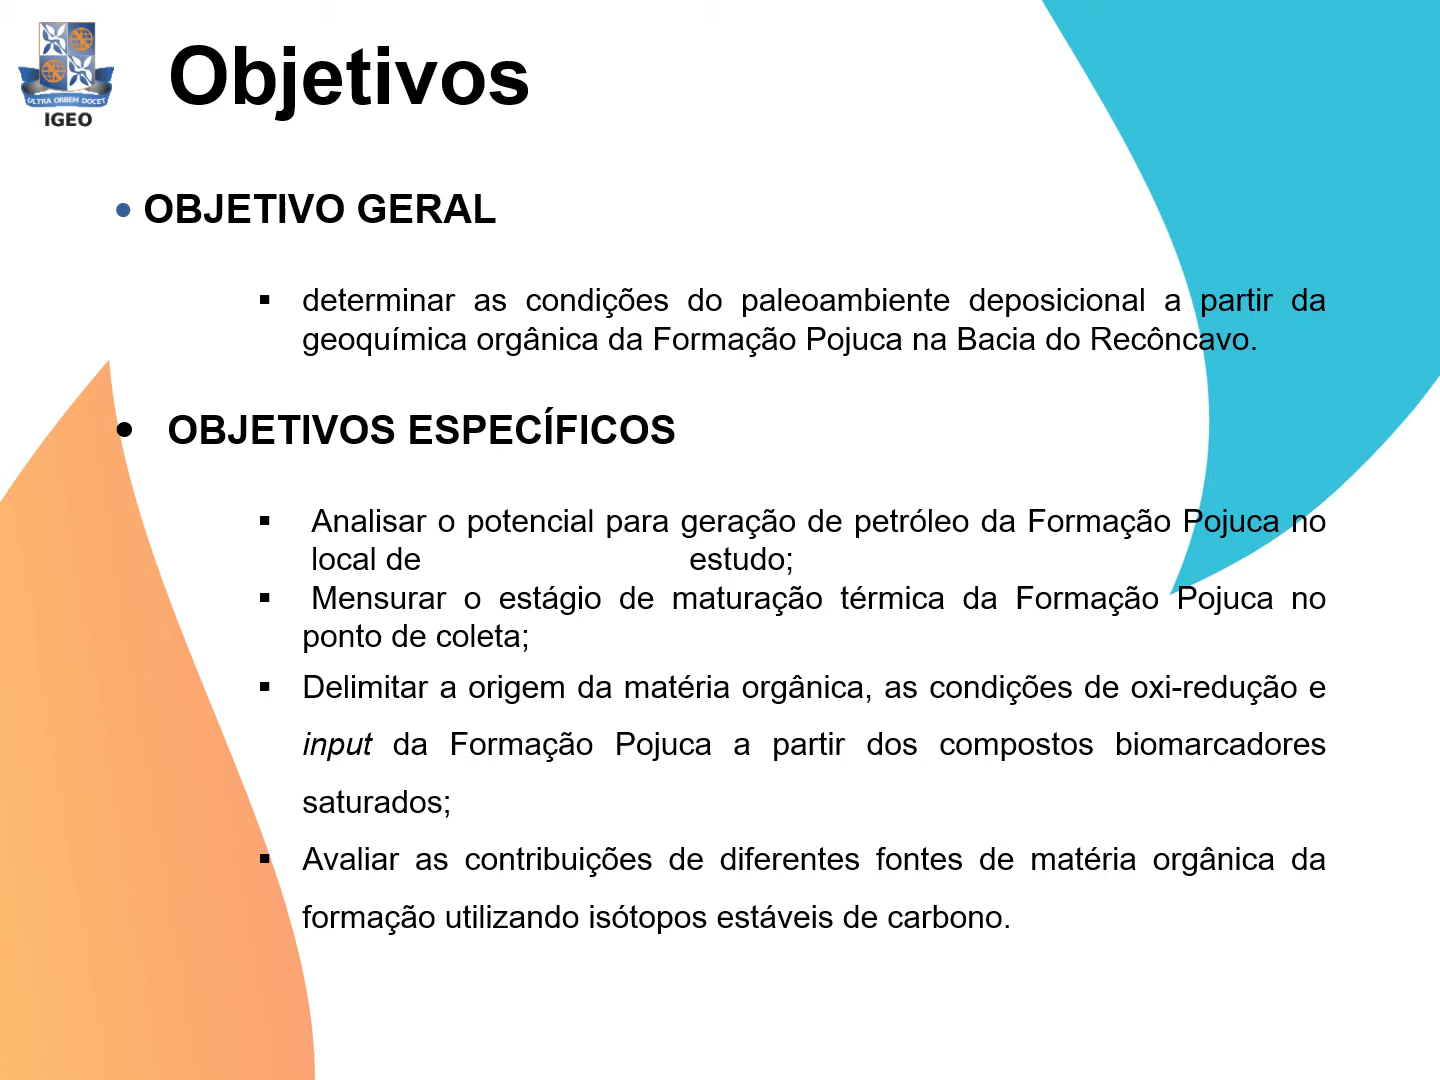 ULTRA ORBEM DOCET
IGEO
Objetivos
• OBJETIVO GERAL
▪ determinar as condições do paleoambiente deposicional a partir da
geoquímica orgânica da Formação Pojuca na Bacia do Recôncavo.
• OBJETIVOS ESPECÍFICOS
▪ Analisar o potencial para geração de petróleo da Formação Pojuca no
local de estudo;
▪ Mensurar o estágio de maturação térmica da Formação Pojuca no
ponto de coleta;
▪ Delimitar a origem da matéria orgânica, as condições de oxi-redução e
input da Formação Pojuca a partir dos compostos biomarcadores
saturados;
▪ Avaliar as contribuições de diferentes fontes de matéria orgânica da
formação utilizando isótopos estáveis de carbono.